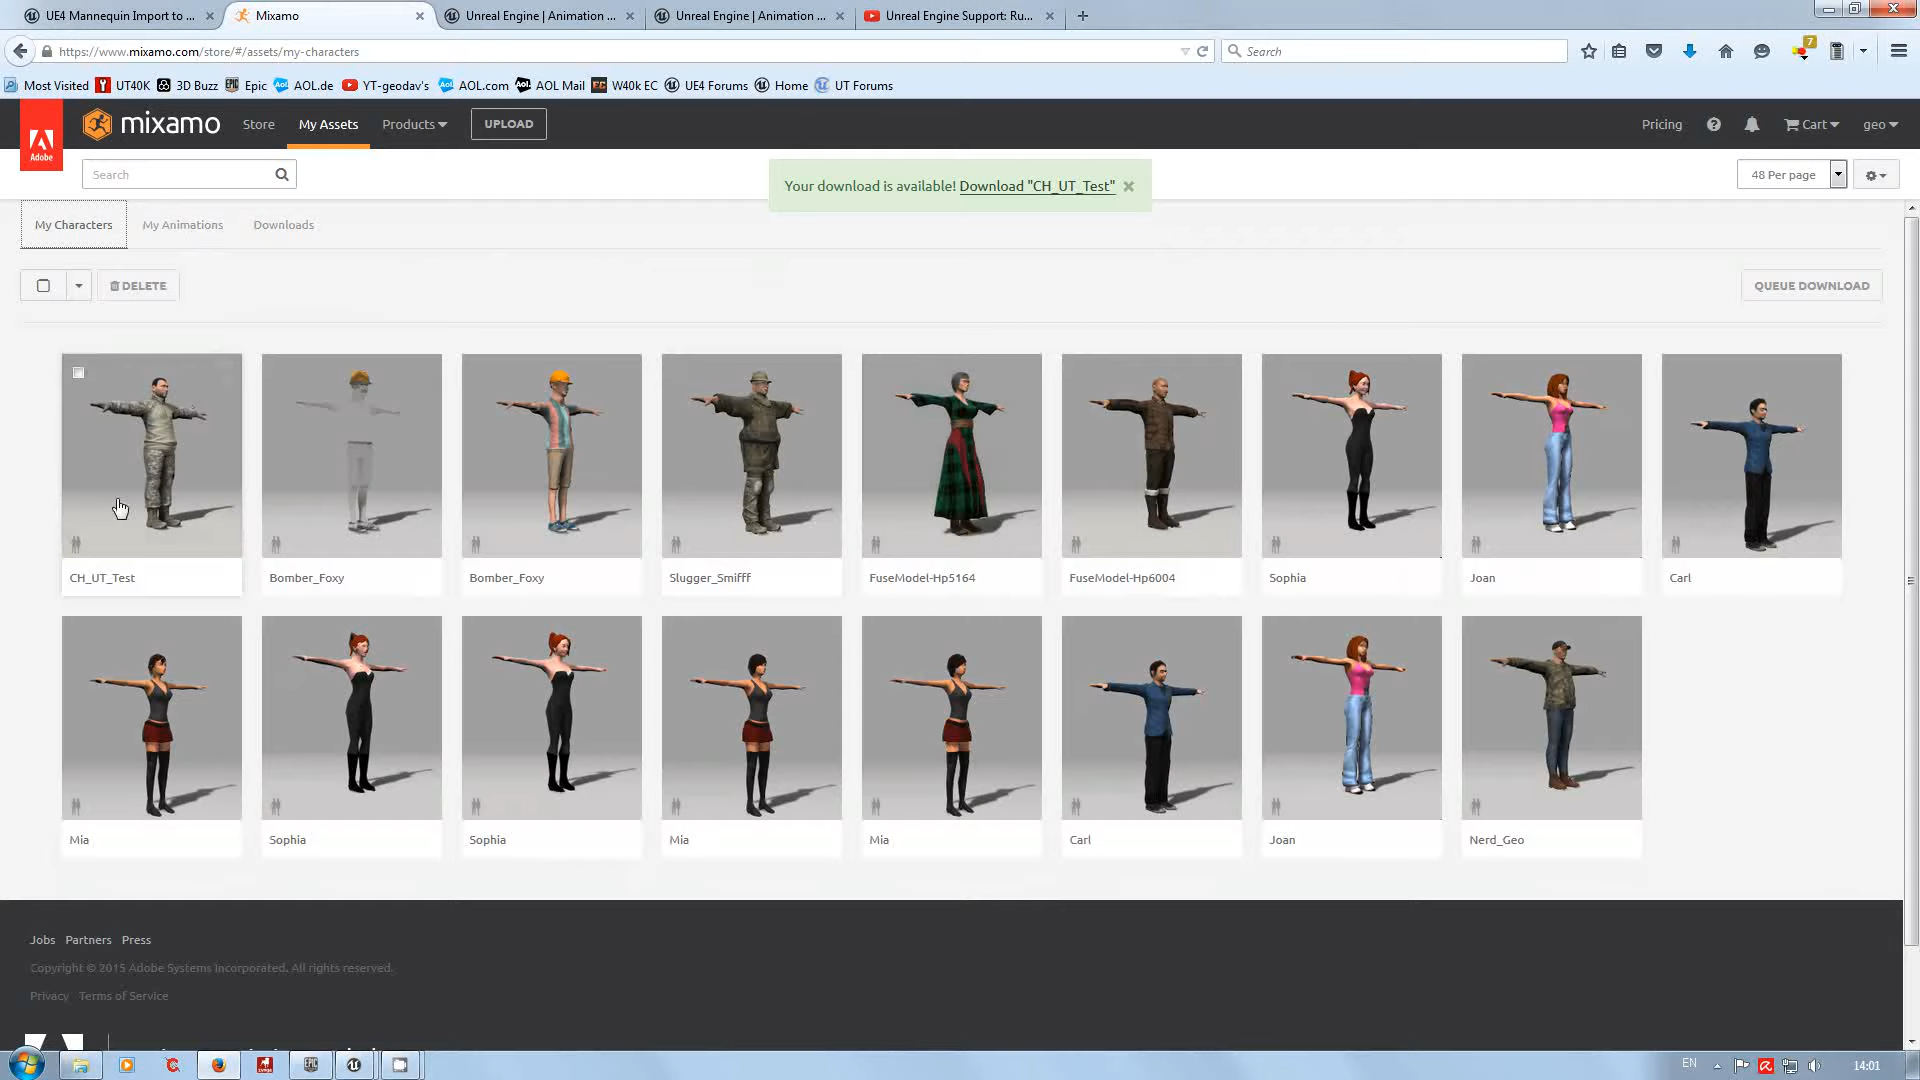 UE4 Mannequin Import to ...
Mixamo
Unreal Engine | Animation ...
Unreal Engine | Animation ...
Unreal Engine Support: Ru...
https://www.mixamo.com/store/#/assets/my-characters
Search
7
Most Visited
UT40K
3D Buzz
Epic
AOL.de
YT-geodav's
AOL.com
AOL Mail
W40k EC
UE4 Forums
Home
UT Forums
Adobe
mixamo
Store
My Assets
Products
UPLOAD
Pricing
Cart
geo
Search
Your download is available! Download "CH_UT_Test"
48 Per page
My Characters
My Animations
Downloads
DELETE
QUEUE DOWNLOAD
CH_UT_Test
Bomber_Foxy
Bomber_Foxy
Slugger_Smifff
FuseModel-Hp5164
FuseModel-Hp6004
Sophia
Joan
Carl
Mia
Sophia
Sophia
Mia
Mia
Carl
Joan
Nerd_Geo
Jobs Partners Press
Copyright © 2015 Adobe Systems Incorporated. All rights reserved.
Privacy Terms of Service
EN
14:01